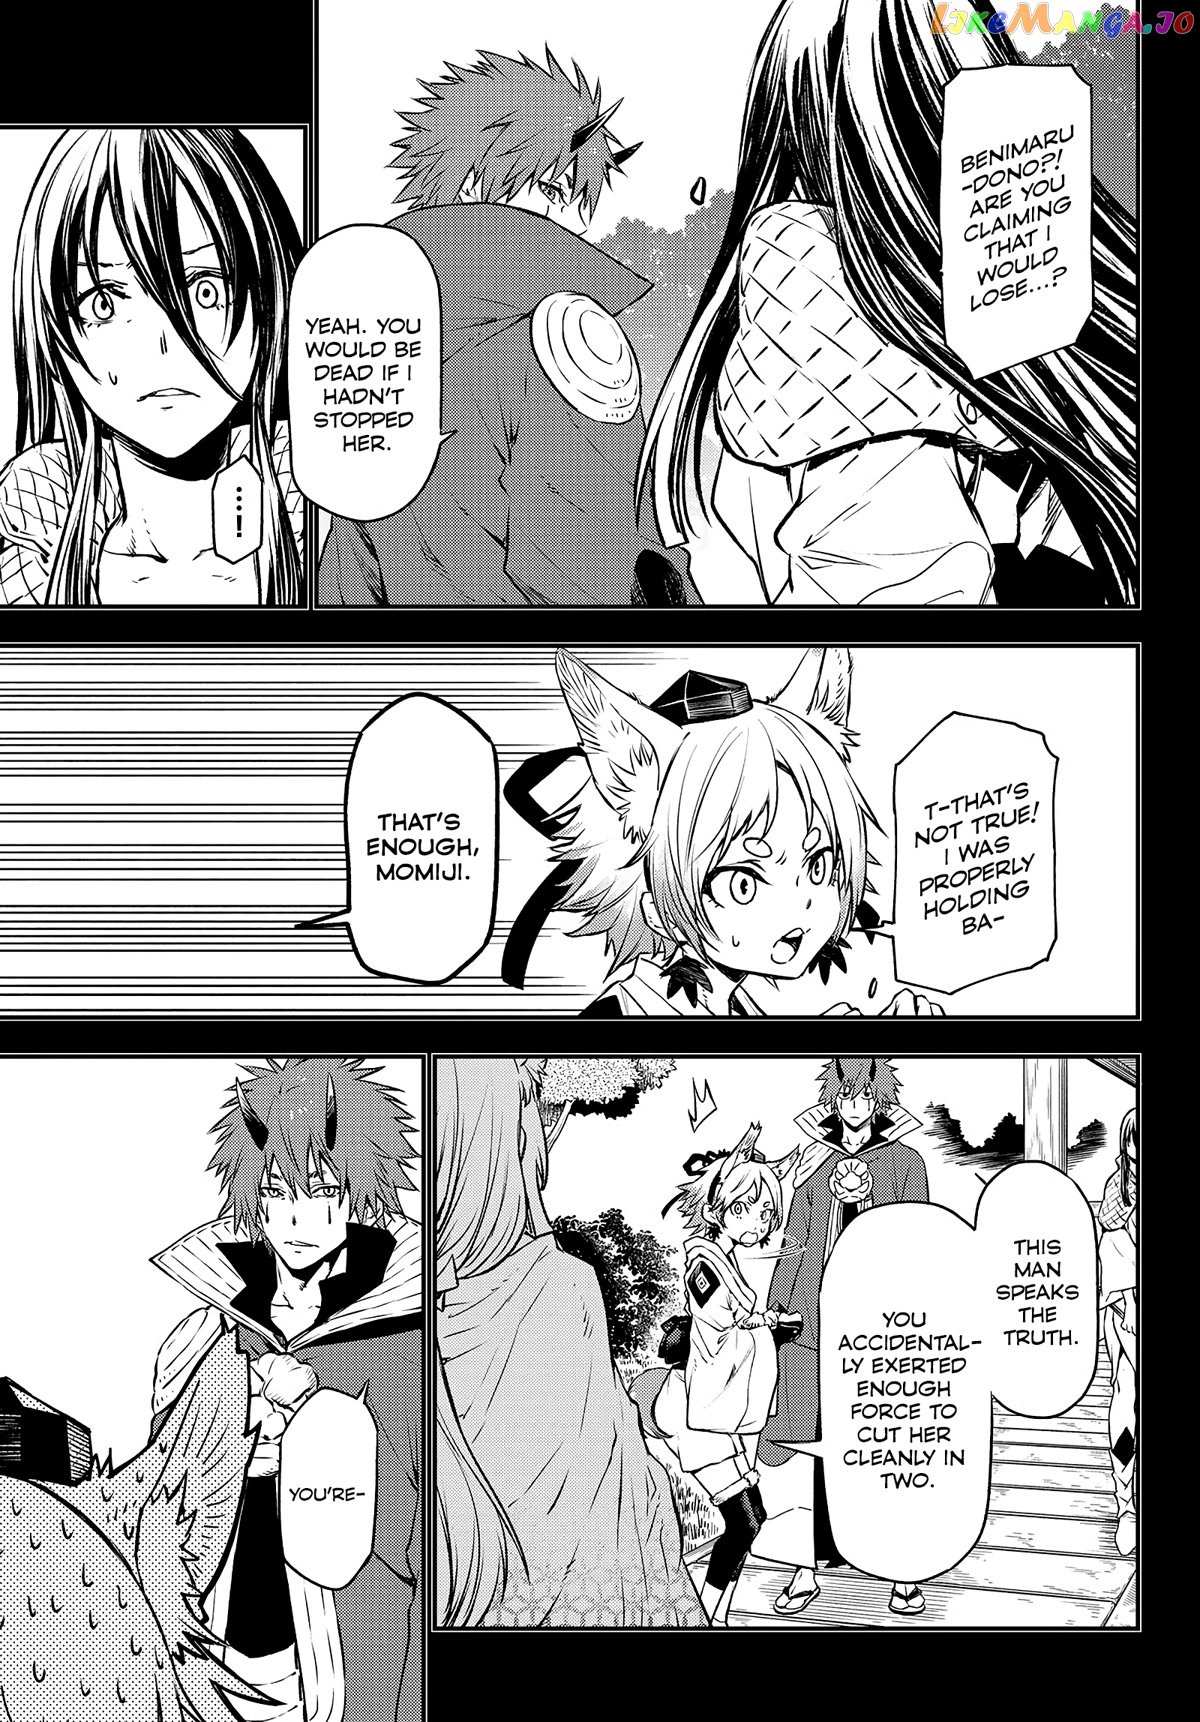 LIKEMANGA.IO
BENIMARU
-DONO?!
ARE YOU
CLAIMING
THAT I
WOULD
LOSE...?
YEAH. YOU
WOULD BE
DEAD IF I
HADN'T
STOPPED
HER.
...!
T-THAT'S
NOT TRUE!
I WAS
PROPERLY
HOLDING
BA-
THAT'S
ENOUGH,
MOMIJI.
THIS
MAN
SPEAKS
THE
TRUTH.
YOU
ACCIDENTAL-
LY EXERTED
ENOUGH
FORCE TO
CUT HER
CLEANLY IN
TWO.
YOU'RE-